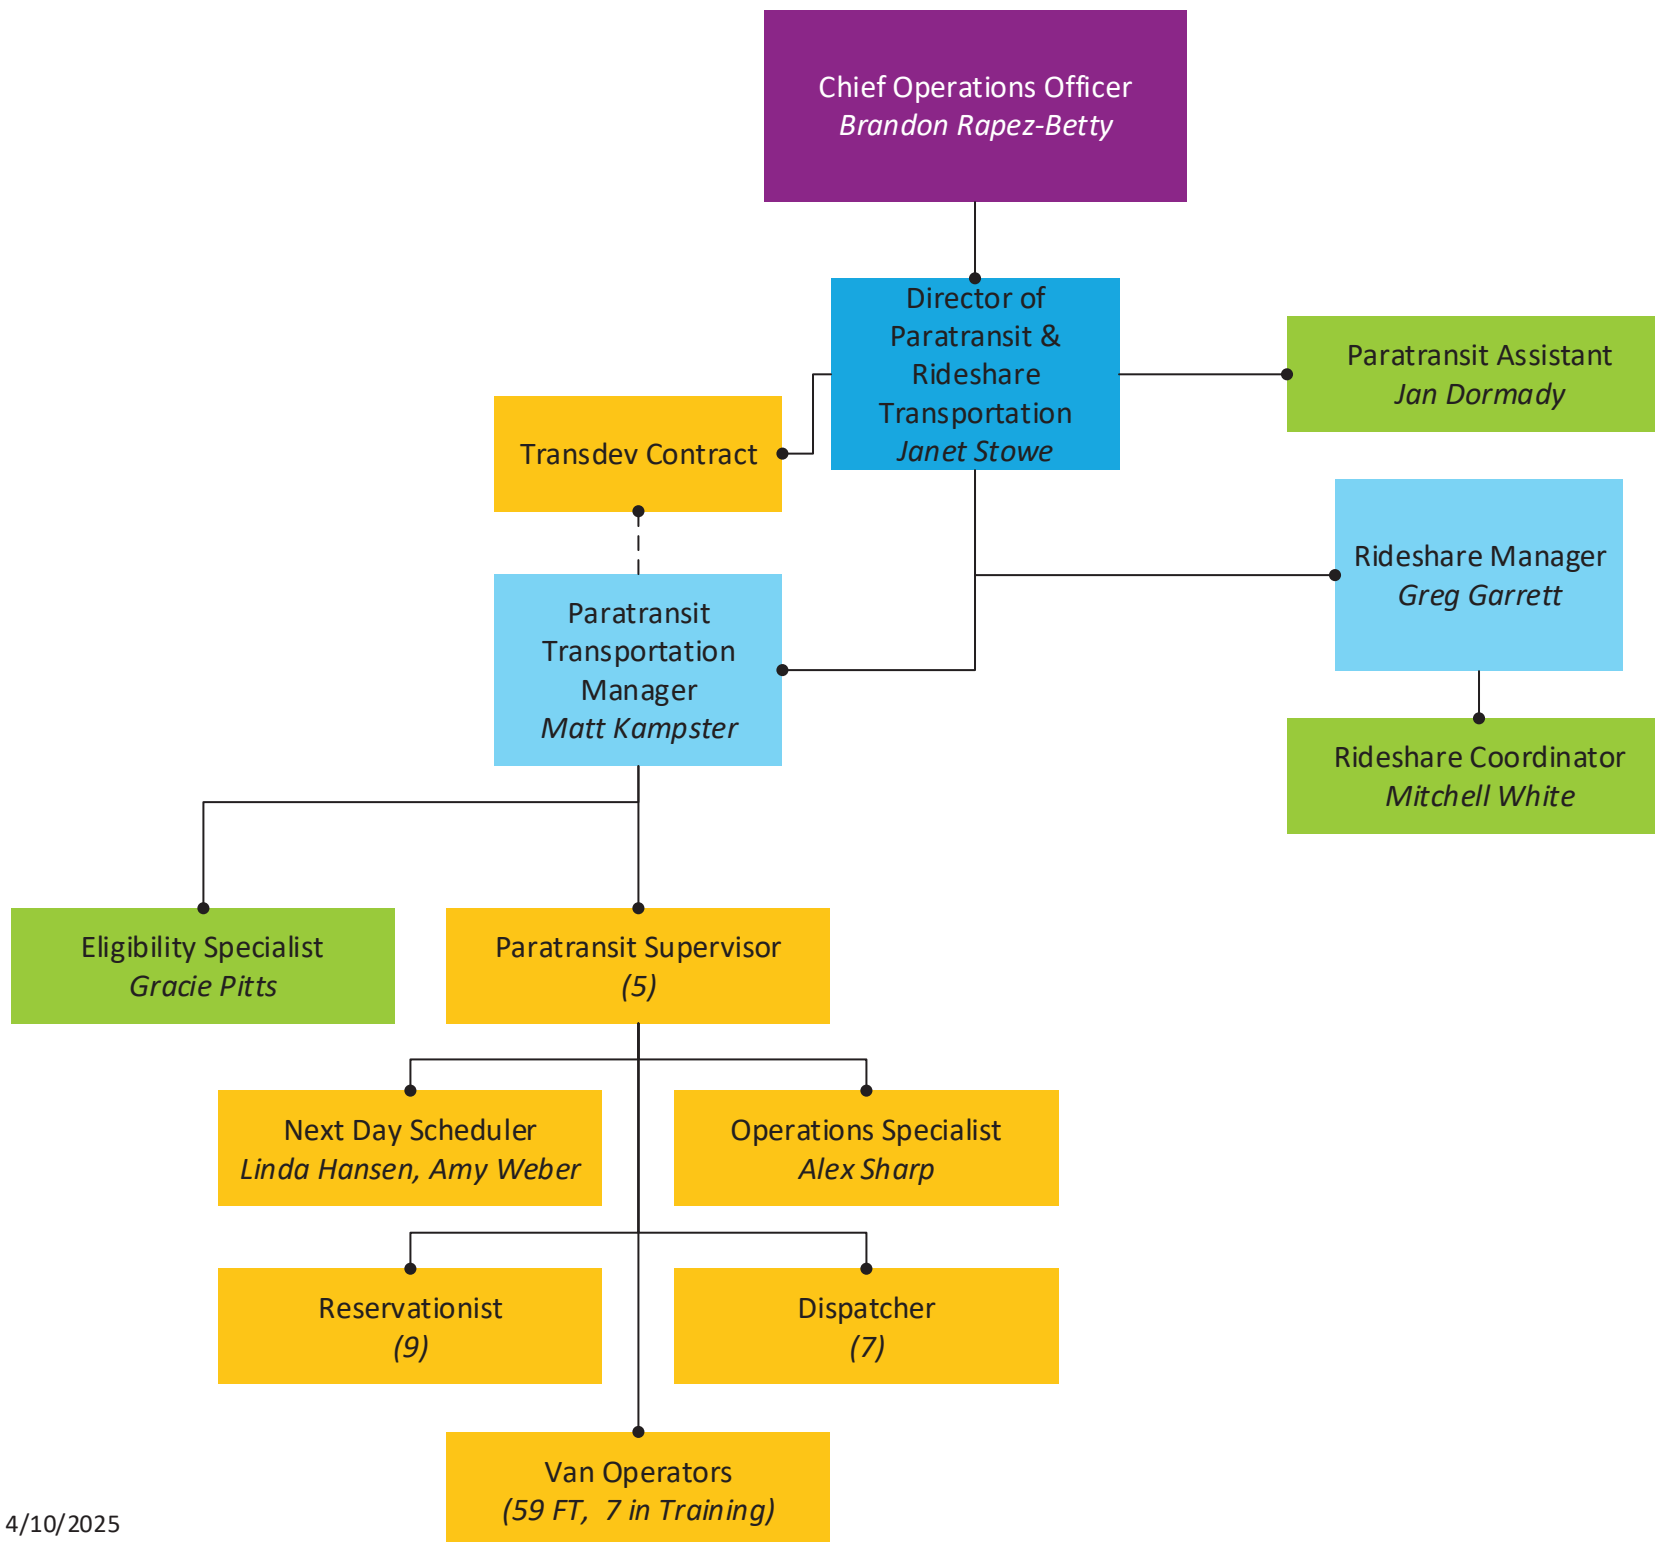 Chief Operations Officer
Brandon Rapez-Betty
Director of
Paratransit &
Rideshare
Transportation
Janet Stowe
Paratransit Assistant
Jan Dormady
Transdev Contract
Rideshare Manager
Greg Garrett
Paratransit
Transportation
Manager
Matt Kampster
Rideshare Coordinator
Mitchell White
Eligibility Specialist
Gracie Pitts
Paratransit Supervisor
(5)
Next Day Scheduler
Linda Hansen, Amy Weber
Operations Specialist
Alex Sharp
Reservationist
(9)
Dispatcher
(7)
Van Operators
(59 FT, 7 in Training)
4/10/2025